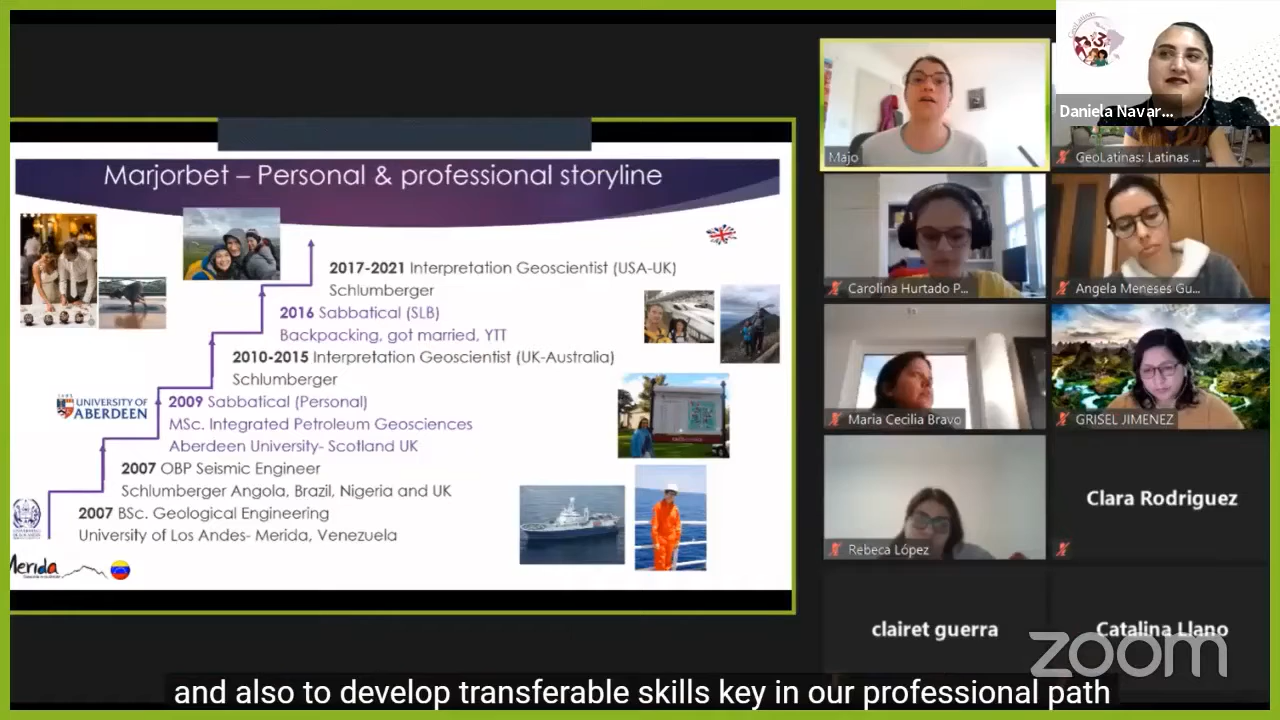 Marjorbet – Personal & professional storyline
2017-2021 Interpretation Geoscientist (USA-UK)
Schlumberger
2016 Sabbatical (SLB)
Backpacking, got married, YTT
2010-2015 Interpretation Geoscientist (UK-Australia)
Schlumberger
UNIVERSITY OF
ABERDEEN
2009 Sabbatical (Personal)
MSc. Integrated Petroleum Geosciences
Aberdeen University- Scotland UK
2007 OBP Seismic Engineer
Schlumberger Angola, Brazil, Nigeria and UK
2007 BSc. Geological Engineering
University of Los Andes- Merida, Venezuela
Merida
Majo
GeoLatinas
Daniela Navar...
GeoLatinas: Latinas ...
Carolina Hurtado P...
Angela Meneses Gu...
Maria Cecilia Bravo
GRISEL JIMENEZ
Rebeca López
Clara Rodriguez
clairet guerra
Catalina Llano
zoom
and also to develop transferable skills key in our professional path